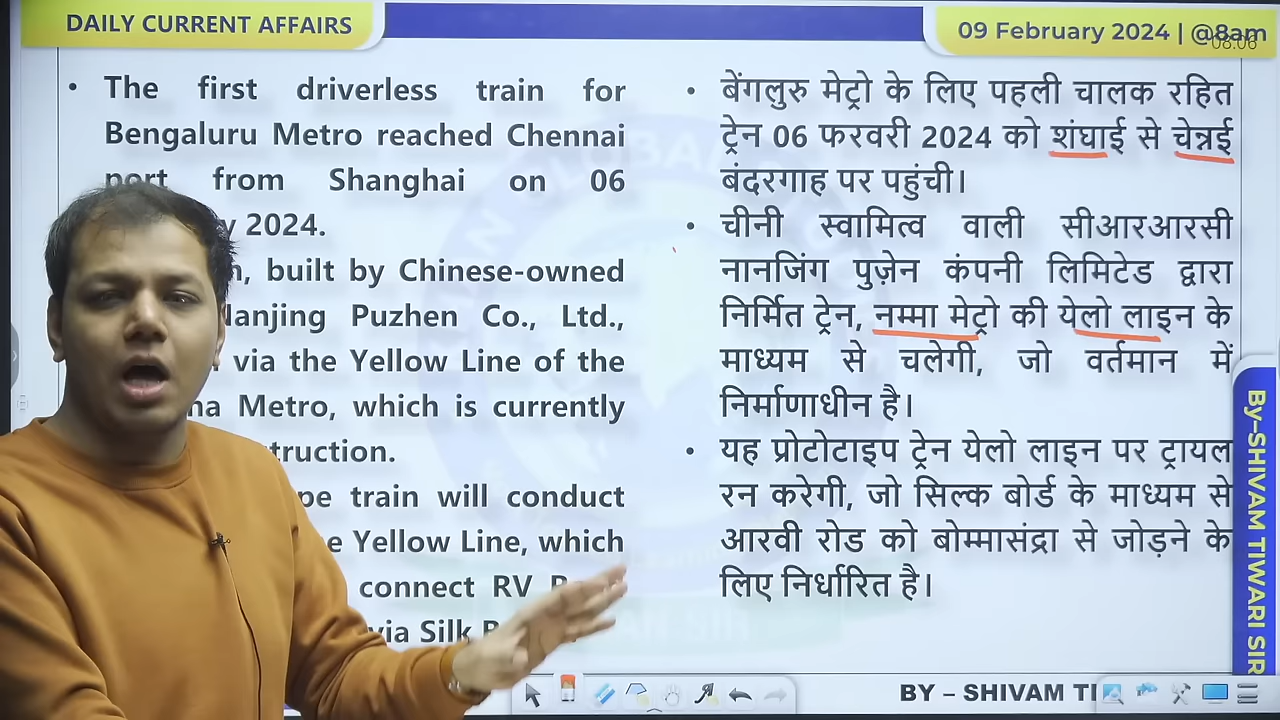 DAILY CURRENT AFFAIRS
09 February 2024 | @8am
08:06
• The first driverless train for
Bengaluru Metro reached Chennai
port from Shanghai on 06
2024.
built by Chinese-owned
Nanjing Puzhen Co., Ltd.,
via the Yellow Line of the
Metro, which is currently
train will conduct
Yellow Line, which
connect RV
via Silk
• बेंगलुरु मेट्रो के लिए पहली चालक रहित
ट्रेन 06 फरवरी 2024 को शंघाई से चेन्नई
बंदरगाह पर पहुंची।
• चीनी स्वामित्व वाली सीआरआरसी
नानजिंग पुज़ेन कंपनी लिमिटेड द्वारा
निर्मित ट्रेन, नम्मा मेट्रो की येलो लाइन के
माध्यम से चलेगी, जो वर्तमान में
निर्माणाधीन है।
• यह प्रोटोटाइप ट्रेन येलो लाइन पर ट्रायल
रन करेगी, जो सिल्क बोर्ड के माध्यम से
आरवी रोड को बोम्मासंद्रा से जोड़ने के
लिए निर्धारित है।
By–SHIVAM TIWARI SIR
BY – SHIVAM